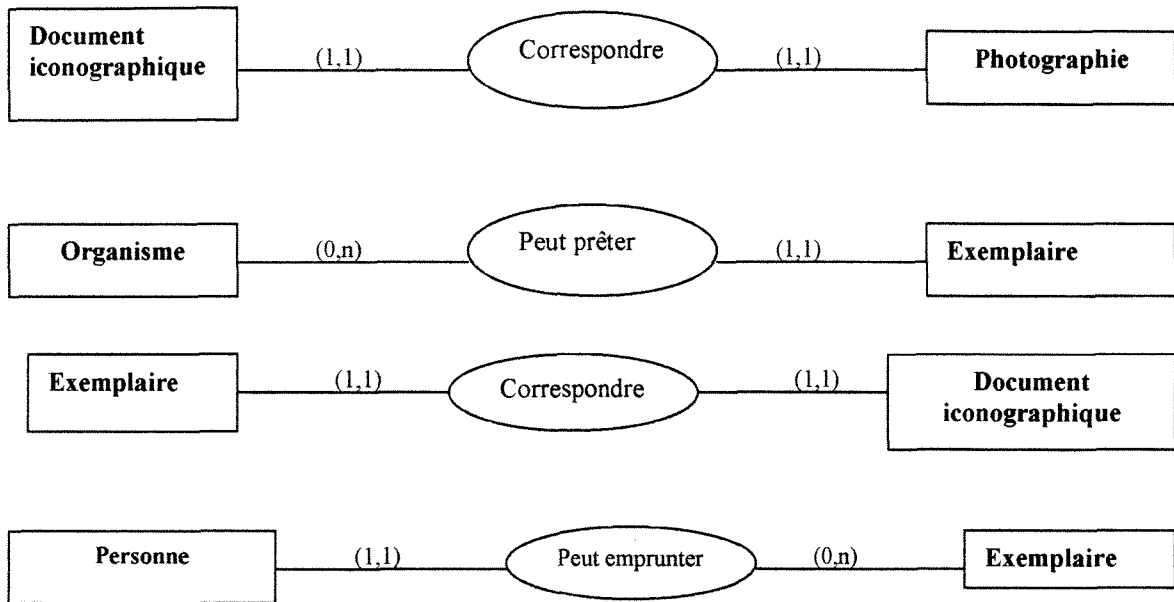 Document
iconographique
(1,1)
Correspondre
(1,1)
Photographie
Organisme
(0,n)
Peut prêter
(1,1)
Exemplaire
Exemplaire
(1,1)
Correspondre
(1,1)
Document
iconographique
Personne
(1,1)
Peut emprunter
(0,n)
Exemplaire